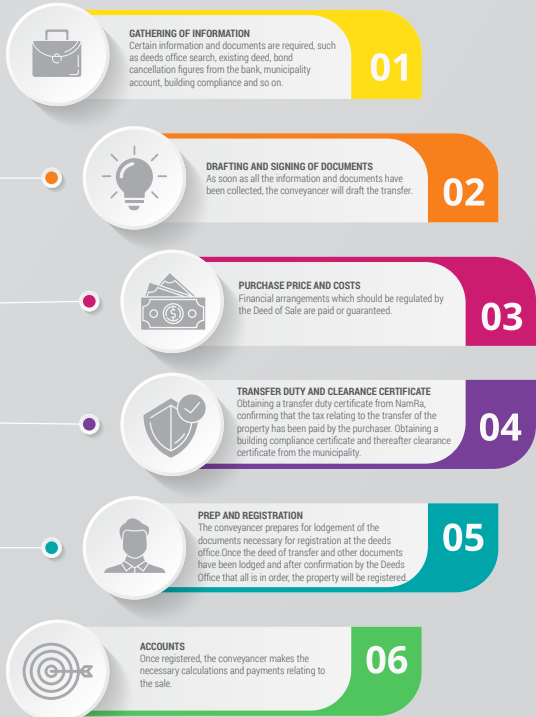 GATHERING OF INFORMATION
Certain information and documents are required, such
as deeds office search, existing deed, bond
cancellation figures from the bank, municipality
account, building compliance and so on.
01
DRAFTING AND SIGNING OF DOCUMENTS
As soon as all the information and documents have
been collected, the conveyancer will draft the transfer.
02
PURCHASE PRICE AND COSTS
Financial arrangements which should be regulated by
the Deed of Sale are paid or guaranteed.
03
$
TRANSFER DUTY AND CLEARANCE CERTIFICATE
Obtaining a transfer duty certificate from NamRa,
confirming that the tax relating to the transfer of the
property has been paid by the purchaser. Obtaining a
building compliance certificate and thereafter clearance
certificate from the municipality.
04
PREP AND REGISTRATION
The conveyancer prepares for lodgement of the
documents necessary for registration at the deeds
office.Once the deed of transfer and other documents
have been lodged and after confirmation by the Deeds
Office that all is in order, the property will be registered.
05
ACCOUNTS
Once registered, the conveyancer makes the
necessary calculations and payments relating to
the sale.
06